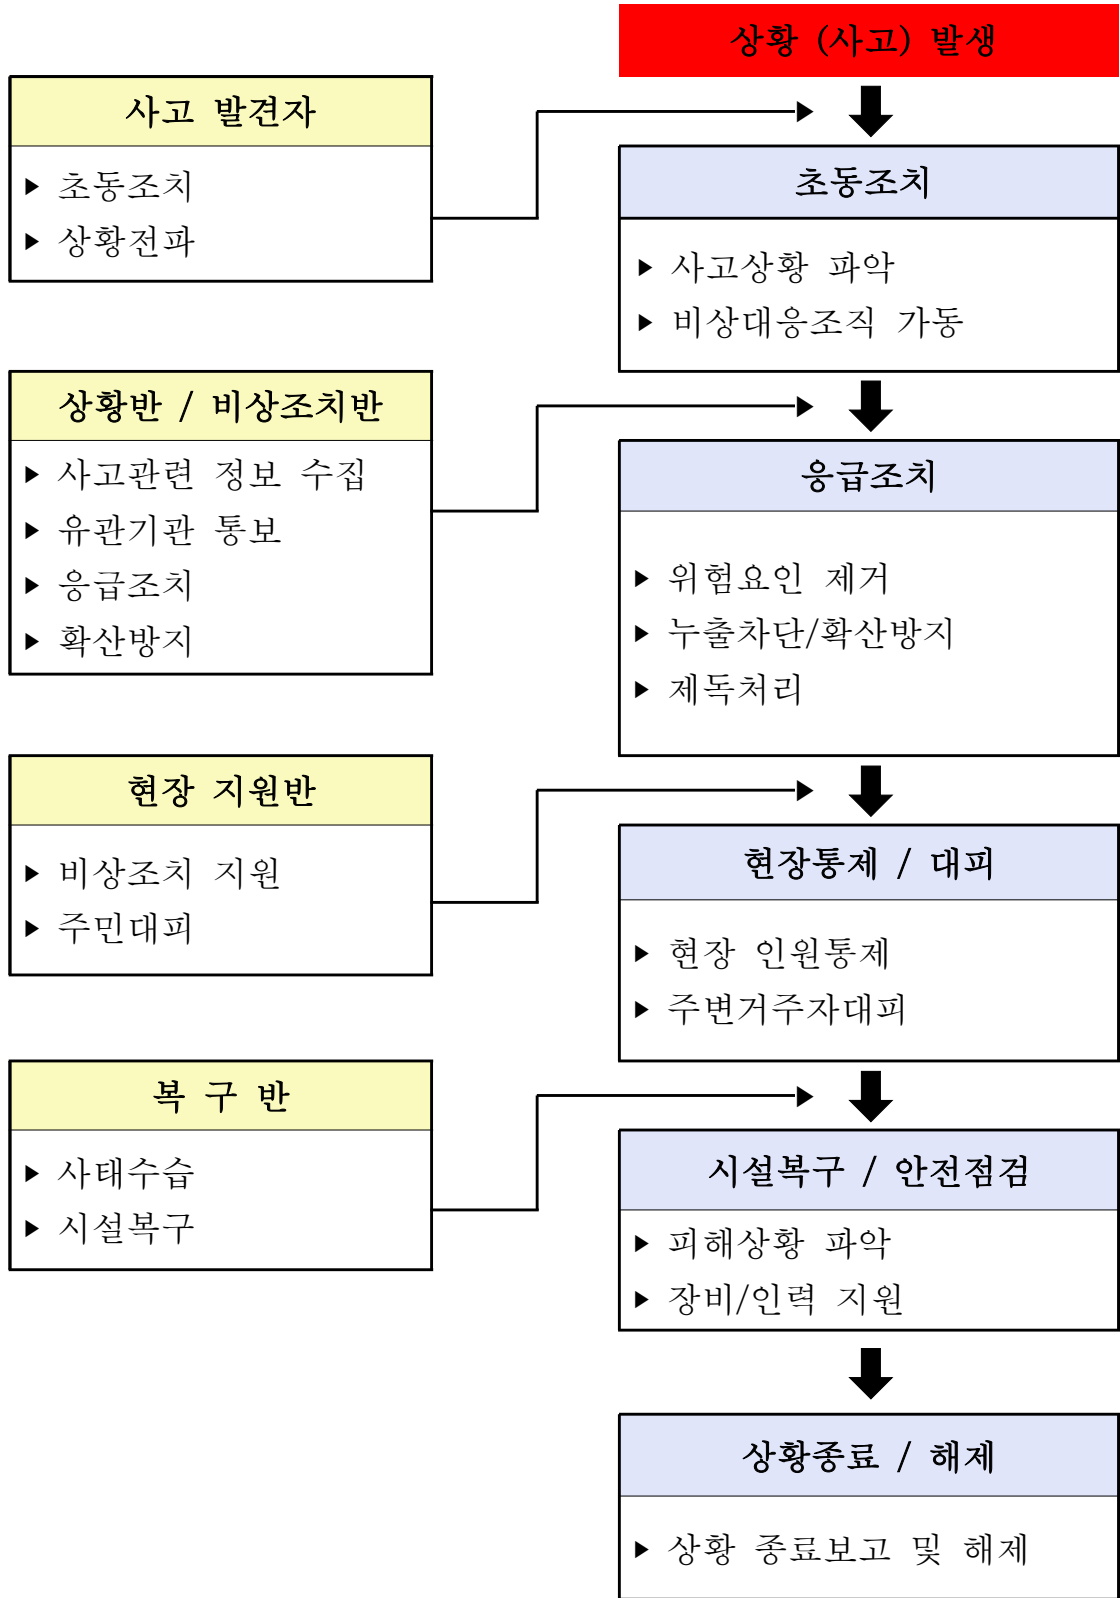 상황 (사고) 발생
사고 발견자
▶ 초동조치
▶ 상황전파
초동조치
▶ 사고상황 파악
▶ 비상대응조직 가동
상황반 / 비상조치반
▶ 사고관련 정보 수집
▶ 유관기관 통보
▶ 응급조치
▶ 확산방지
응급조치
▶ 위험요인 제거
▶ 누출차단/확산방지
▶ 제독처리
현장 지원반
▶ 비상조치 지원
▶ 주민대피
현장통제 / 대피
▶ 현장 인원통제
▶ 주변거주자대피
복 구 반
▶ 사태수습
▶ 시설복구
시설복구 / 안전점검
▶ 피해상황 파악
▶ 장비/인력 지원
상황종료 / 해제
▶ 상황 종료보고 및 해제